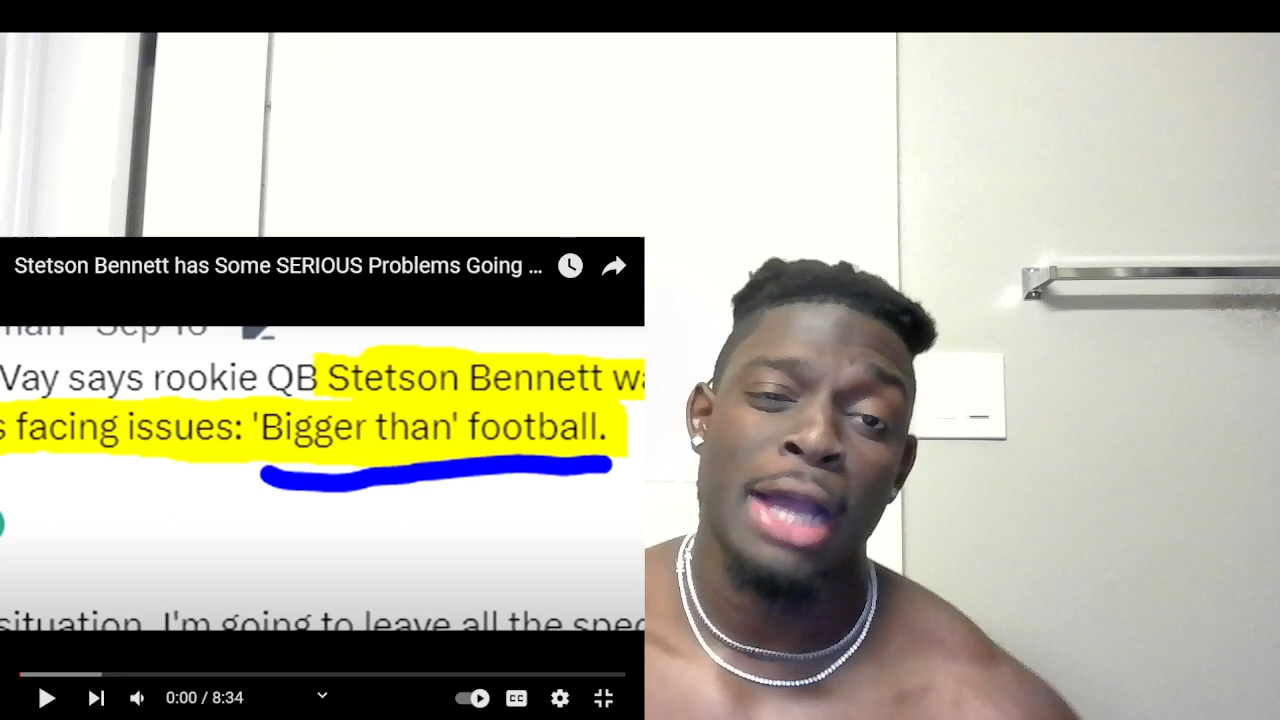 Stetson Bennett has Some SERIOUS Problems Going ...
Vay says rookie QB Stetson Bennett wa
s facing issues: 'Bigger than' football.
situation. I'm going to leave all the spec
0:00 / 8:34
CC